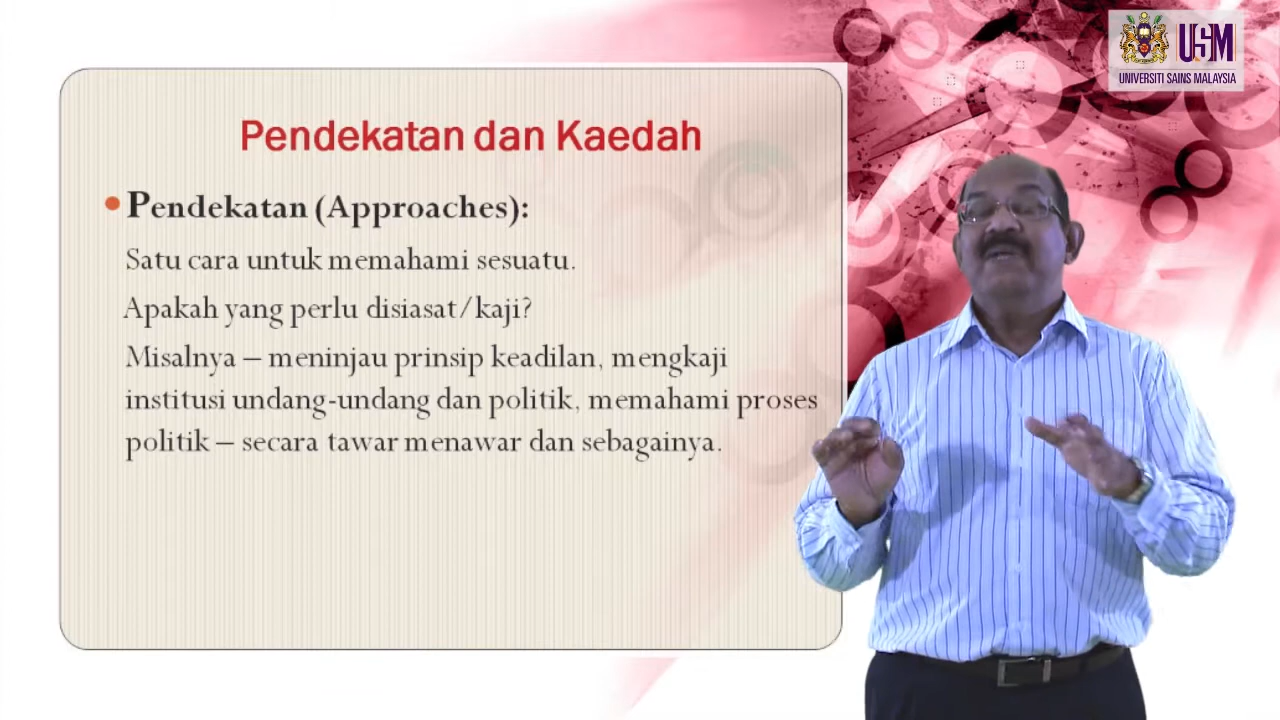 USM
UNIVERSITI SAINS MALAYSIA
Pendekatan dan Kaedah
• Pendekatan (Approaches):
Satu cara untuk memahami sesuatu.
Apakah yang perlu disiasat/kaji?
Misalnya – meninjau prinsip keadilan, mengkaji
institusi undang-undang dan politik, memahami proses
politik – secara tawar menawar dan sebagainya.